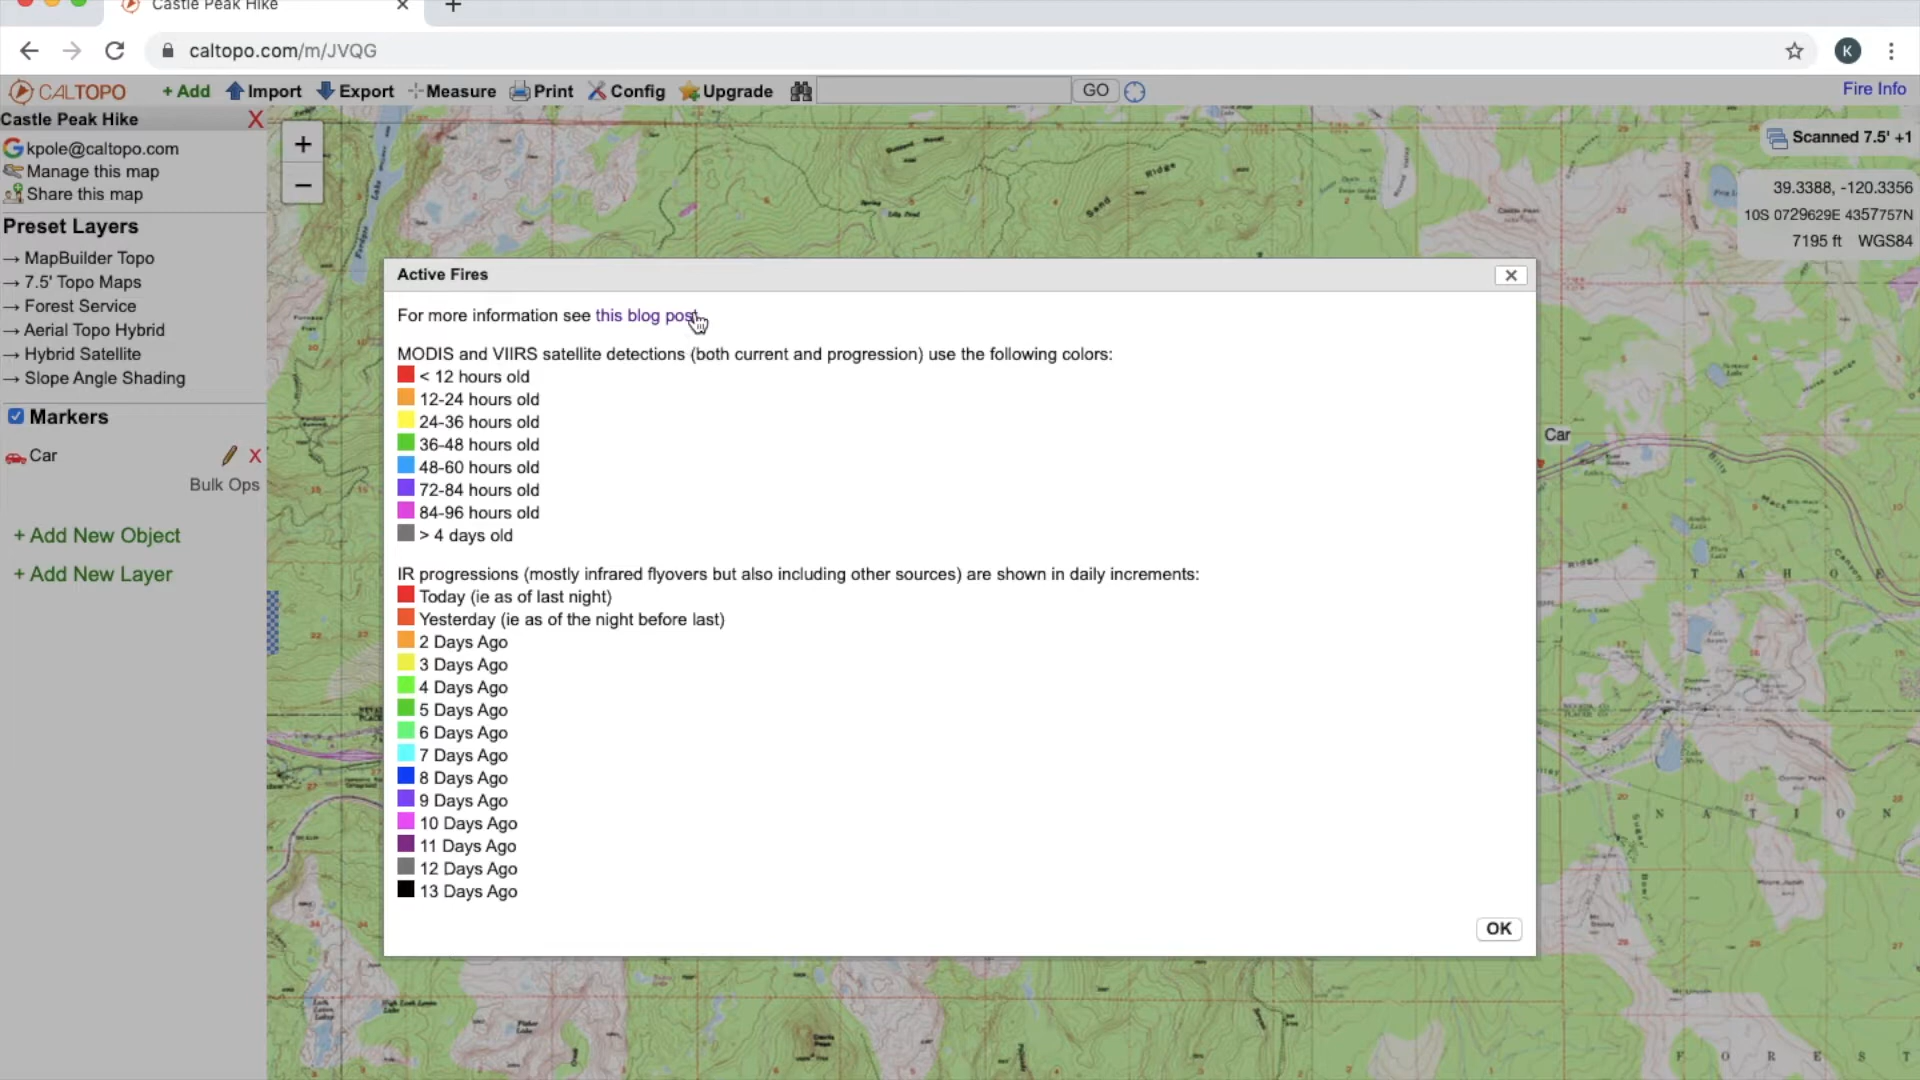 Castle Peak Hike
caltopo.com/m/JVQG
K
CALTOPO
+ Add
Import
Export
Measure
Print
Config
Upgrade
GO
Fire Info
Castle Peak Hike
X
kpole@caltopo.com
Manage this map
Share this map
Preset Layers
→ MapBuilder Topo
→ 7.5' Topo Maps
→ Forest Service
→ Aerial Topo Hybrid
→ Hybrid Satellite
→ Slope Angle Shading
Markers
Car
X
Bulk Ops
+ Add New Object
+ Add New Layer
+
−
Scanned 7.5' +1
39.3388, -120.3356
10S 0729629E 4357757N
7195 ft WGS84
Sand Ridge
Car
Active Fires
For more information see this blog post
MODIS and VIIRS satellite detections (both current and progression) use the following colors:
< 12 hours old
12-24 hours old
24-36 hours old
36-48 hours old
48-60 hours old
72-84 hours old
84-96 hours old
> 4 days old
IR progressions (mostly infrared flyovers but also including other sources) are shown in daily increments:
Today (ie as of last night)
Yesterday (ie as of the night before last)
2 Days Ago
3 Days Ago
4 Days Ago
5 Days Ago
6 Days Ago
7 Days Ago
8 Days Ago
9 Days Ago
10 Days Ago
11 Days Ago
12 Days Ago
13 Days Ago
OK
T A H O E
N A T I O N
F O R E S T